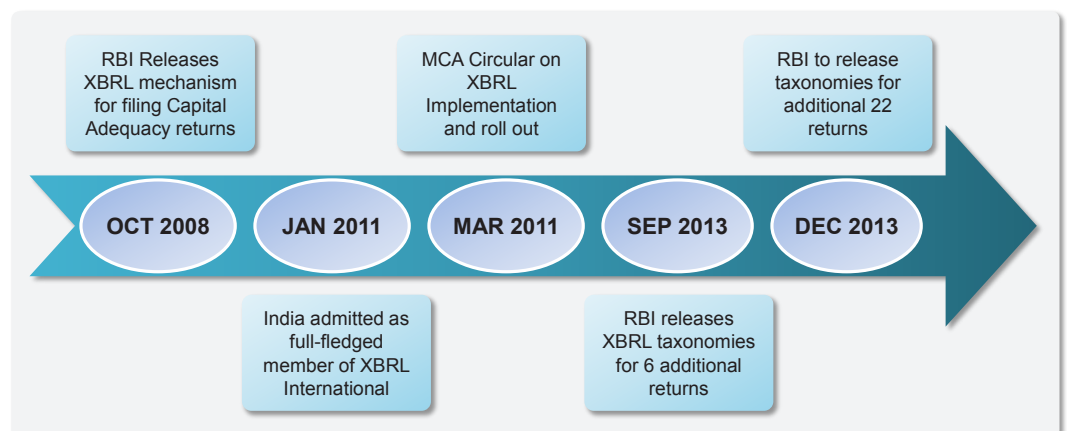 RBI Releases
XBRL mechanism
for filing Capital
Adequacy returns
MCA Circular on
XBRL
Implementation
and roll out
RBI to release
taxonomies for
additional 22
returns
OCT 2008
JAN 2011
MAR 2011
SEP 2013
DEC 2013
India admitted as
full-fledged
member of XBRL
International
RBI releases
XBRL taxonomies
for 6 additional
returns